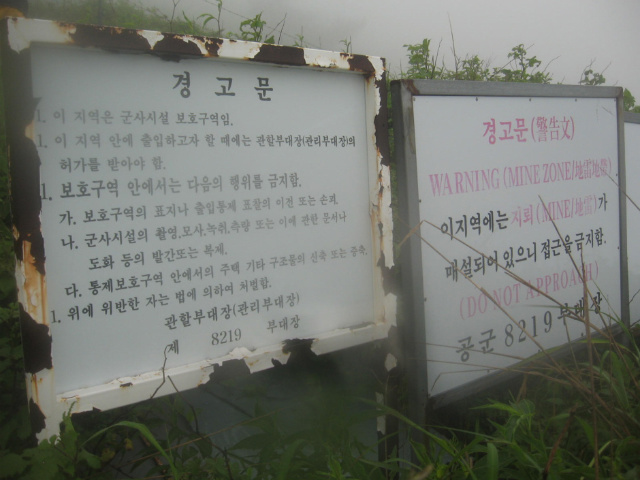 경고문
1. 이 지역은 군사시설 보호구역임.
1. 이 지역 안에 출입하고자 할 때에는 관할부대장(관리부대장)의
허가를 받아야 함.
1. 보호구역 안에서는 다음의 행위를 금지함.
가. 보호구역의 표지나 출입통제 표찰의 이전 또는 손괴.
나. 군사시설의 촬영,묘사,녹취,측량 또는 이에 관한 문서나
도화 등의 발간또는 복제.
다. 통제보호구역 안에서의 주택 기타 구조물의 신축 또는 증축.
1. 위에 위반한 자는 법에 의하여 처벌함.
관할부대장(관리부대장)
제 8219 부대장
경고문(警告文)
WARNING(MINE ZONE/地雷地帶)
이지역에는 지뢰(MINE/地雷)가
매설되어 있으니 접근을금지함.
(DO NOT APPROACH)
공군 8219 부대장